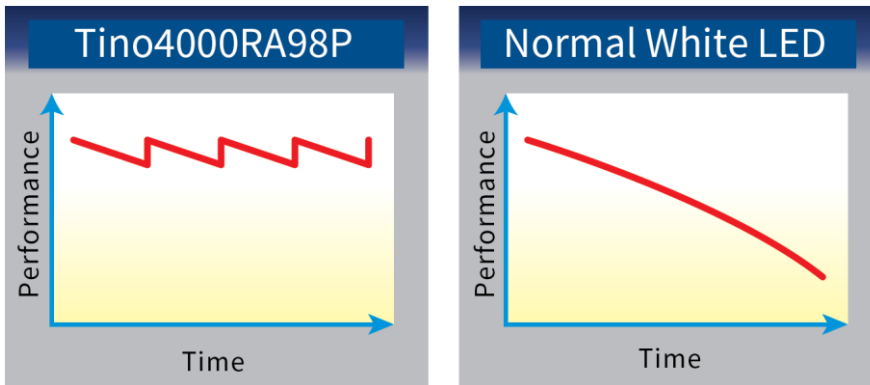 Tino4000RA98P
Performance
Time
Normal White LED
Performance
Time